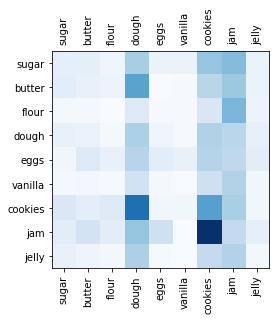 sugar butter flour dough eggs vanilla cookies jam jelly
sugar
butter
flour
dough
eggs
vanilla
cookies
jam
jelly
sugar butter flour dough eggs vanilla cookies jam jelly